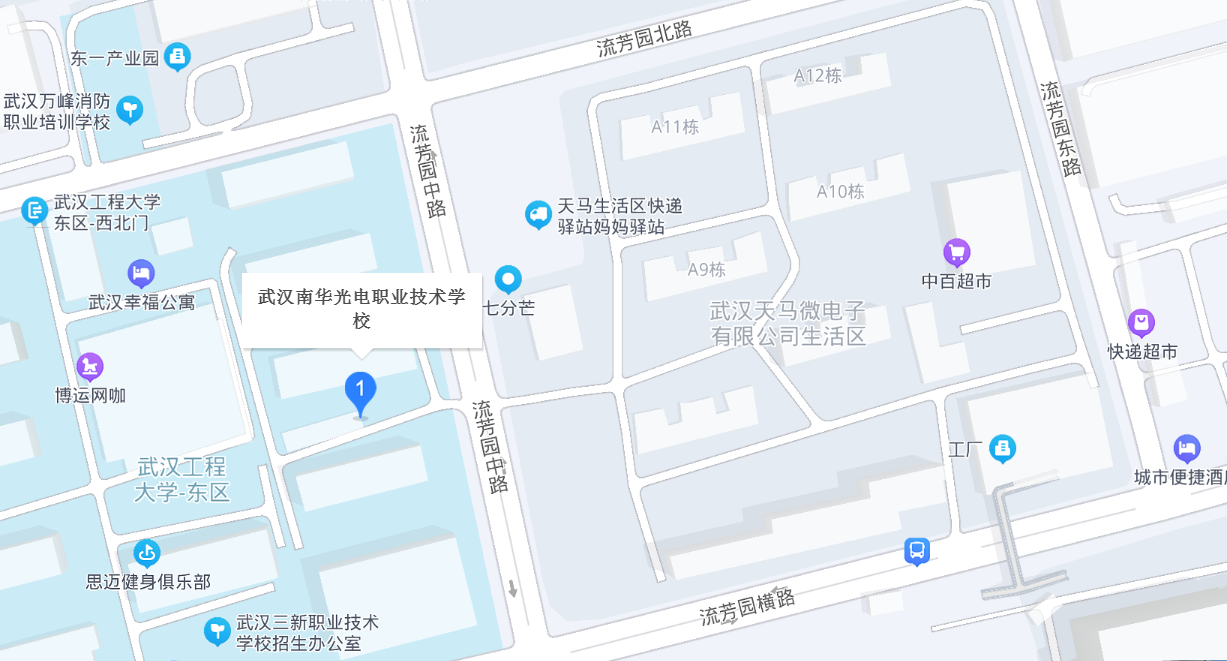 流芳园北路
东一产业园
A12栋
武汉万峰消防
职业培训学校
流芳园东路
A11栋
流芳园中路
A10栋
武汉工程大学
东区-西北门
天马生活区快递
驿站妈妈驿站
A9栋
中百超市
武汉幸福公寓
武汉南华光电职业技术学
校
七分芒
武汉天马微电子
有限公司生活区
快递超市
1
博运网咖
流芳园中路
工厂
武汉工程
大学-东区
城市便捷酒店
思迈健身俱乐部
流芳园横路
武汉三新职业技术
学校招生办公室